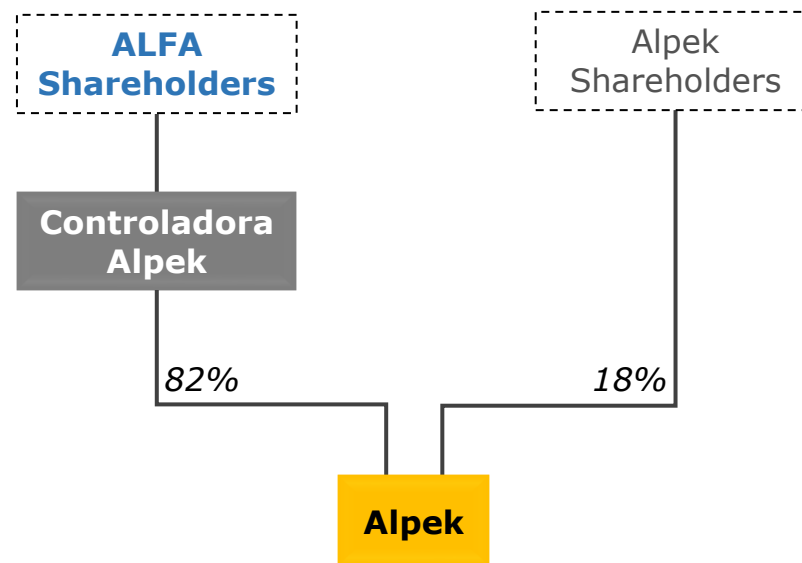 ALFA
Shareholders
Alpek
Shareholders
Controladora
Alpek
82%
18%
Alpek